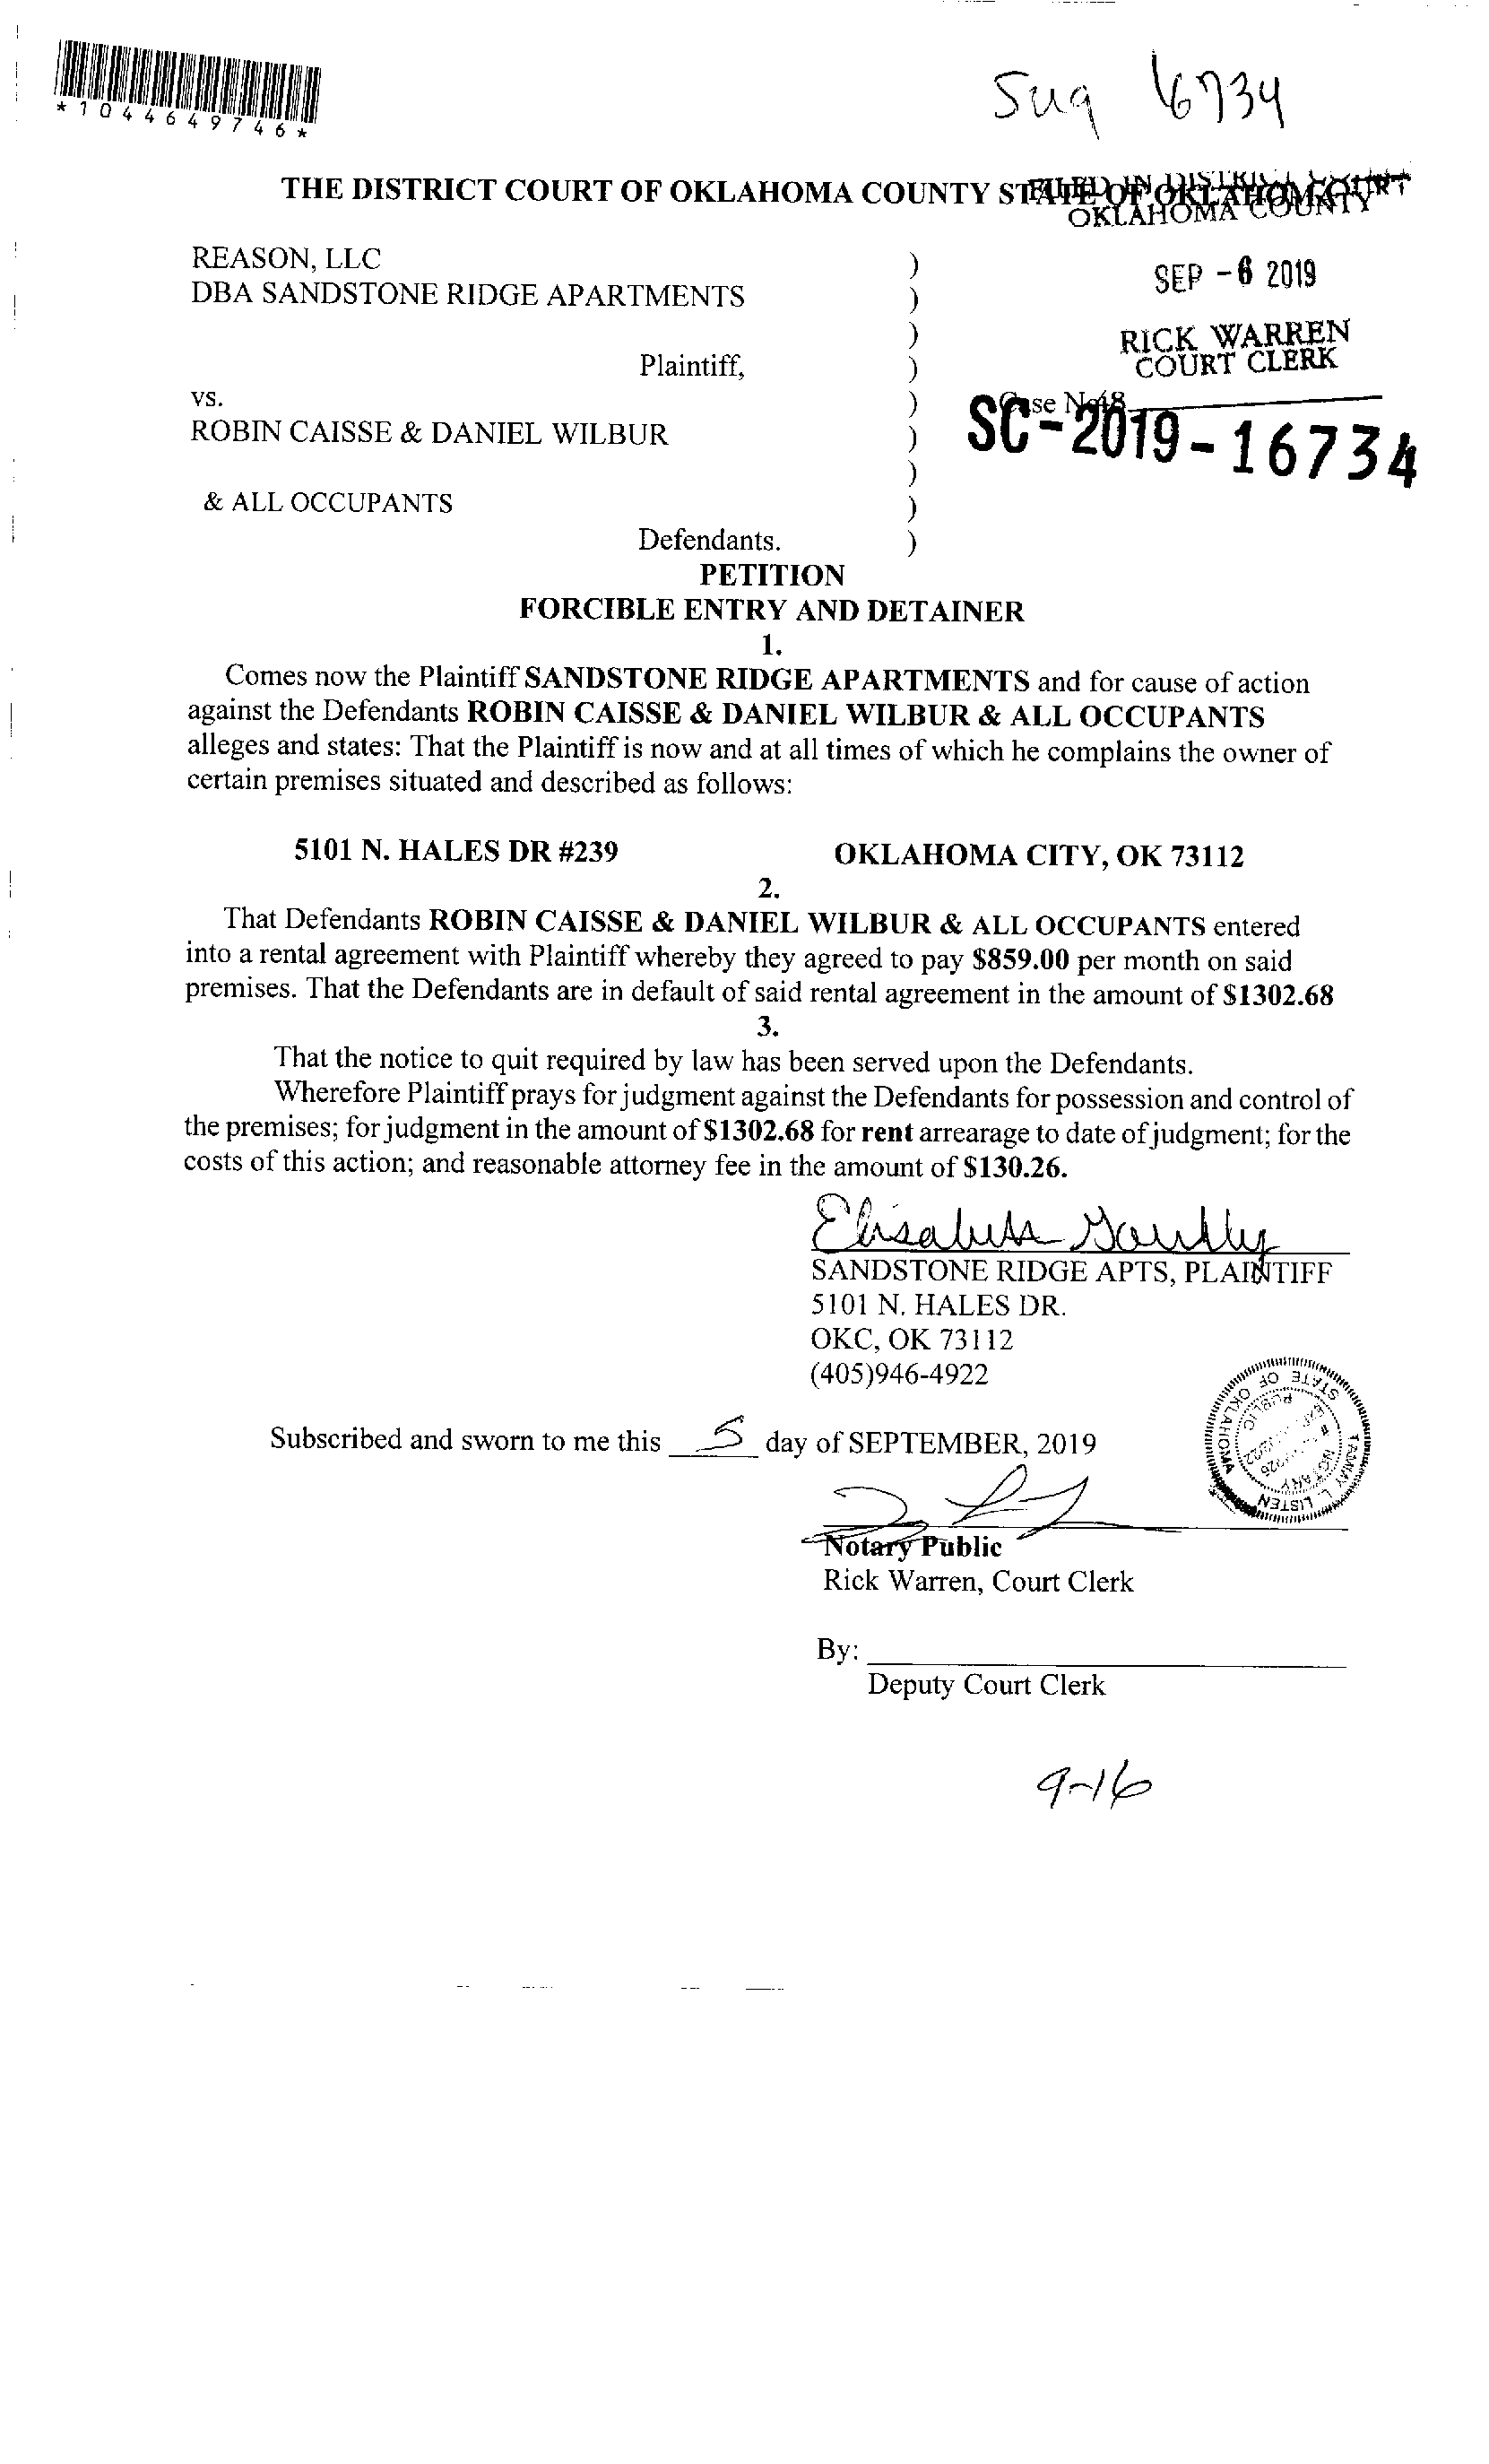 *1044649746*
Suq 16734
THE DISTRICT COURT OF OKLAHOMA COUNTY STATE OF OKLAHOMA
FILED IN DISTRICT COURT
OKLAHOMA COUNTY
REASON, LLC )
DBA SANDSTONE RIDGE APARTMENTS )
SEP -6 2019
)
RICK WARREN
COURT CLERK
Plaintiff, )
vs. )
Case No
SC-2019-16734
ROBIN CAISSE & DANIEL WILBUR )
)
& ALL OCCUPANTS )
Defendants. )
PETITION
FORCIBLE ENTRY AND DETAINER
1.
Comes now the Plaintiff SANDSTONE RIDGE APARTMENTS and for cause of action
against the Defendants ROBIN CAISSE & DANIEL WILBUR & ALL OCCUPANTS
alleges and states: That the Plaintiff is now and at all times of which he complains the owner of
certain premises situated and described as follows:
5101 N. HALES DR #239 OKLAHOMA CITY, OK 73112
2.
That Defendants ROBIN CAISSE & DANIEL WILBUR & ALL OCCUPANTS entered
into a rental agreement with Plaintiff whereby they agreed to pay $859.00 per month on said
premises. That the Defendants are in default of said rental agreement in the amount of $1302.68
3.
That the notice to quit required by law has been served upon the Defendants.
Wherefore Plaintiff prays for judgment against the Defendants for possession and control of
the premises; for judgment in the amount of $1302.68 for rent arrearage to date of judgment; for the
costs of this action; and reasonable attorney fee in the amount of $130.26.
SANDSTONE RIDGE APTS, PLAINTIFF
5101 N. HALES DR.
OKC, OK 73112
(405)946-4922
TAMMY L. LISTEN
STATE OF OKLAHOMA
NOTARY PUBLIC
Subscribed and sworn to me this 5 day of SEPTEMBER, 2019
Notary Public
Rick Warren, Court Clerk
By:
Deputy Court Clerk
9-16